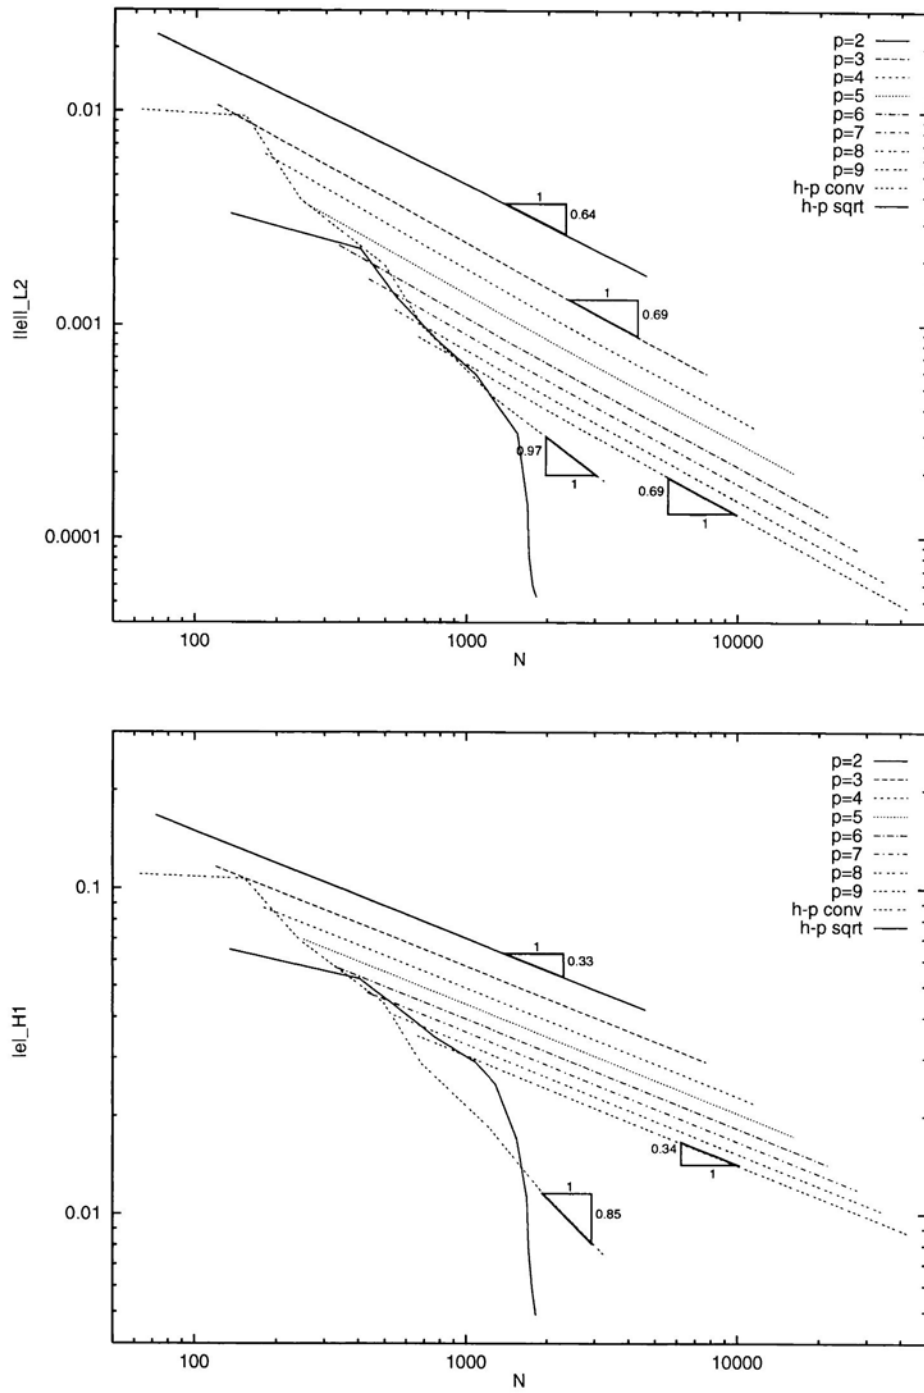 0.01
0.001
0.0001
||e||_L2
p=2
p=3
p=4
p=5
p=6
p=7
p=8
p=9
h-p conv
h-p sqrt
1
0.64
1
0.69
0.97
1
0.69
1
100
1000
10000
N
0.1
0.01
|e|_H1
p=2
p=3
p=4
p=5
p=6
p=7
p=8
p=9
h-p conv
h-p sqrt
1
0.33
0.34
1
1
0.85
100
1000
10000
N